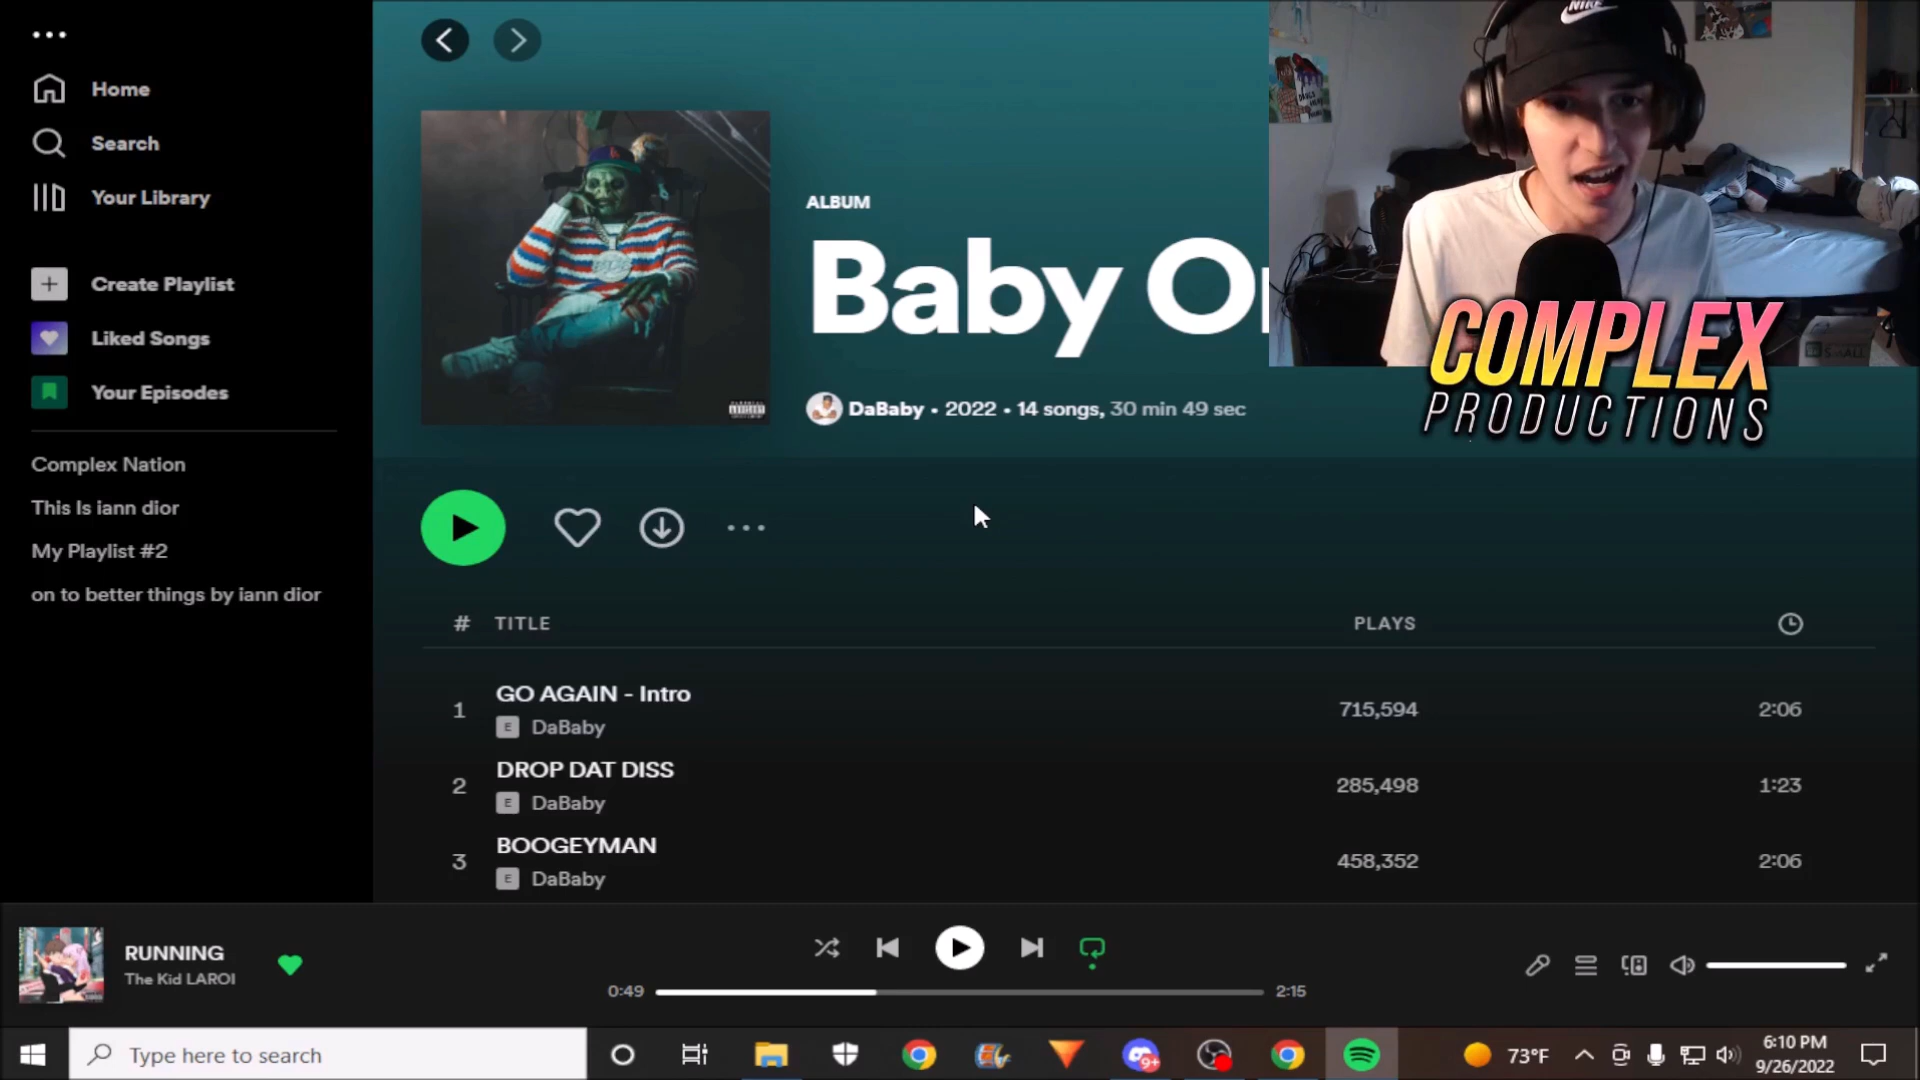 Home
Search
Your Library
Create Playlist
Liked Songs
Your Episodes
Complex Nation
This Is iann dior
My Playlist #2
on to better things by iann dior
ALBUM
Baby O
DaBaby • 2022 • 14 songs, 30 min 49 sec
NIKE
COMPLEX
PRODUCTIONS
# TITLE PLAYS
1 GO AGAIN - Intro 715,594 2:06
E DaBaby
2 DROP DAT DISS 285,498 1:23
E DaBaby
3 BOOGEYMAN 458,352 2:06
E DaBaby
RUNNING
The Kid LAROI
0:49 2:15
Type here to search
9+
73°F
6:10 PM
9/26/2022